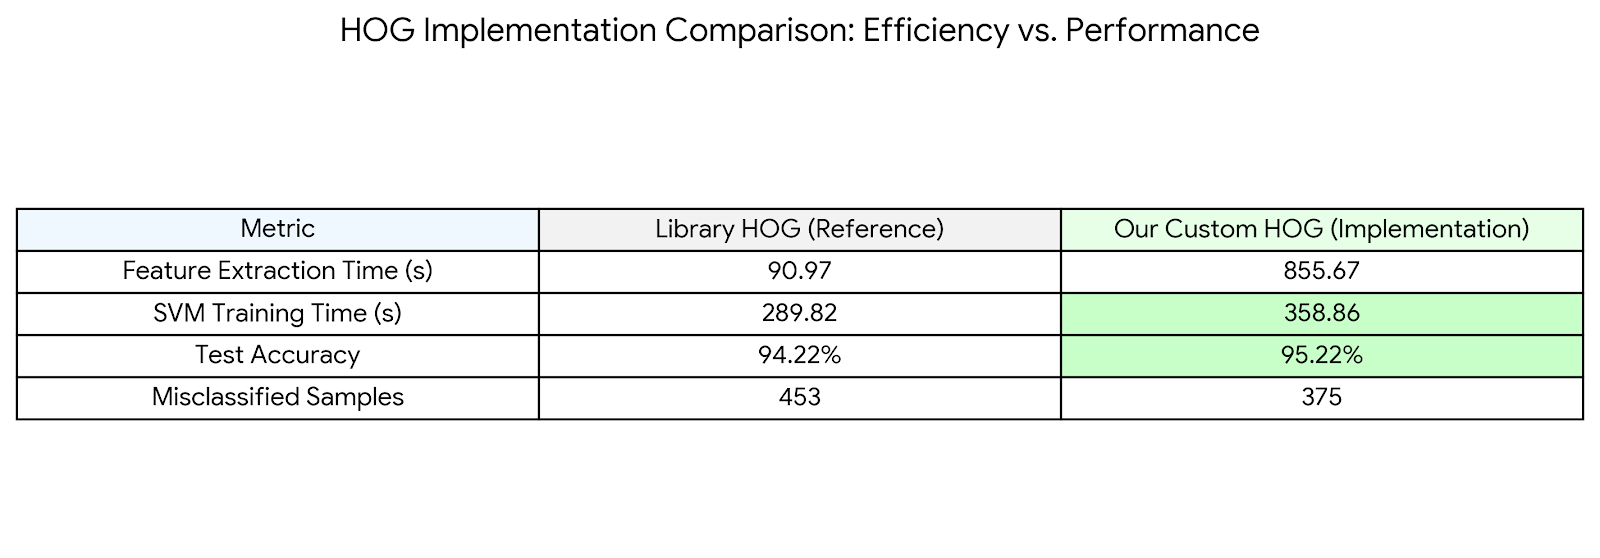 HOG Implementation Comparison: Efficiency vs. Performance
Metric Library HOG (Reference) Our Custom HOG (Implementation)
Feature Extraction Time (s) 90.97 855.67
SVM Training Time (s) 289.82 358.86
Test Accuracy 94.22% 95.22%
Misclassified Samples 453 375